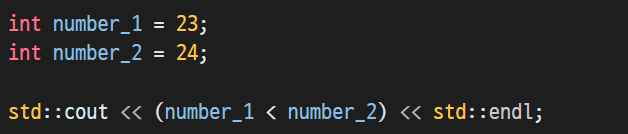 int number_1 = 23;
int number_2 = 24;
std::cout << (number_1 < number_2) << std::endl;